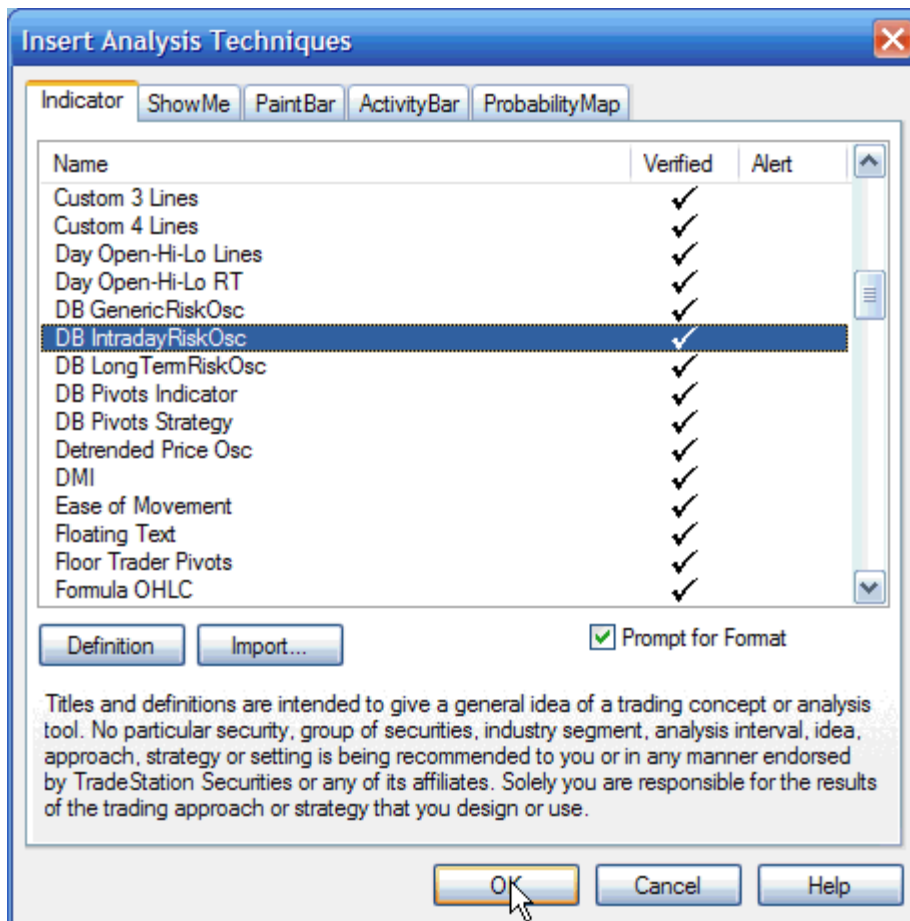 Insert Analysis Techniques
Indicator ShowMe PaintBar ActivityBar ProbabilityMap
Name Verified Alert
Custom 3 Lines
Custom 4 Lines
Day Open-Hi-Lo Lines
Day Open-Hi-Lo RT
DB GenericRiskOsc
DB IntradayRiskOsc
DB LongTermRiskOsc
DB Pivots Indicator
DB Pivots Strategy
Detrended Price Osc
DMI
Ease of Movement
Floating Text
Floor Trader Pivots
Formula OHLC
Definition Import... Prompt for Format
Titles and definitions are intended to give a general idea of a trading concept or analysis
tool. No particular security, group of securities, industry segment, analysis interval, idea,
approach, strategy or setting is being recommended to you or in any manner endorsed
by TradeStation Securities or any of its affiliates. Solely you are responsible for the results
of the trading approach or strategy that you design or use.
OK Cancel Help